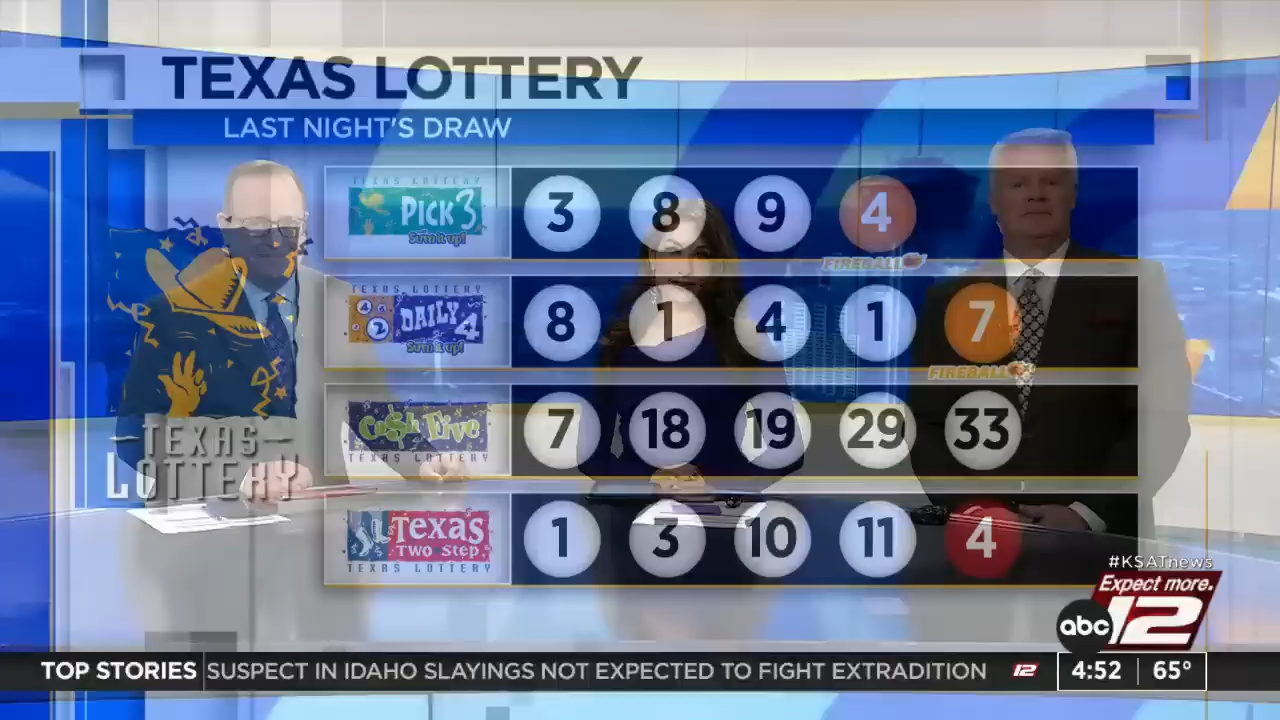 TEXAS LOTTERY
LAST NIGHT'S DRAW
TEXAS LOTTERY
PICK 3
Sum it up!
3 8 9 4
FIREBALL
TEXAS LOTTERY
4 2 DAILY 4
Sum it up!
8 1 4 1 7
FIREBALL
Ca$h Five
TEXAS LOTTERY
7 18 19 29 33
TEXAS
LOTTERY
TEXAS
TWO STEP
TEXAS LOTTERY
1 3 10 11 4
#KSATnews
Expect more.
abc 12
TOP STORIES SUSPECT IN IDAHO SLAYINGS NOT EXPECTED TO FIGHT EXTRADITION 12 4:52 65°